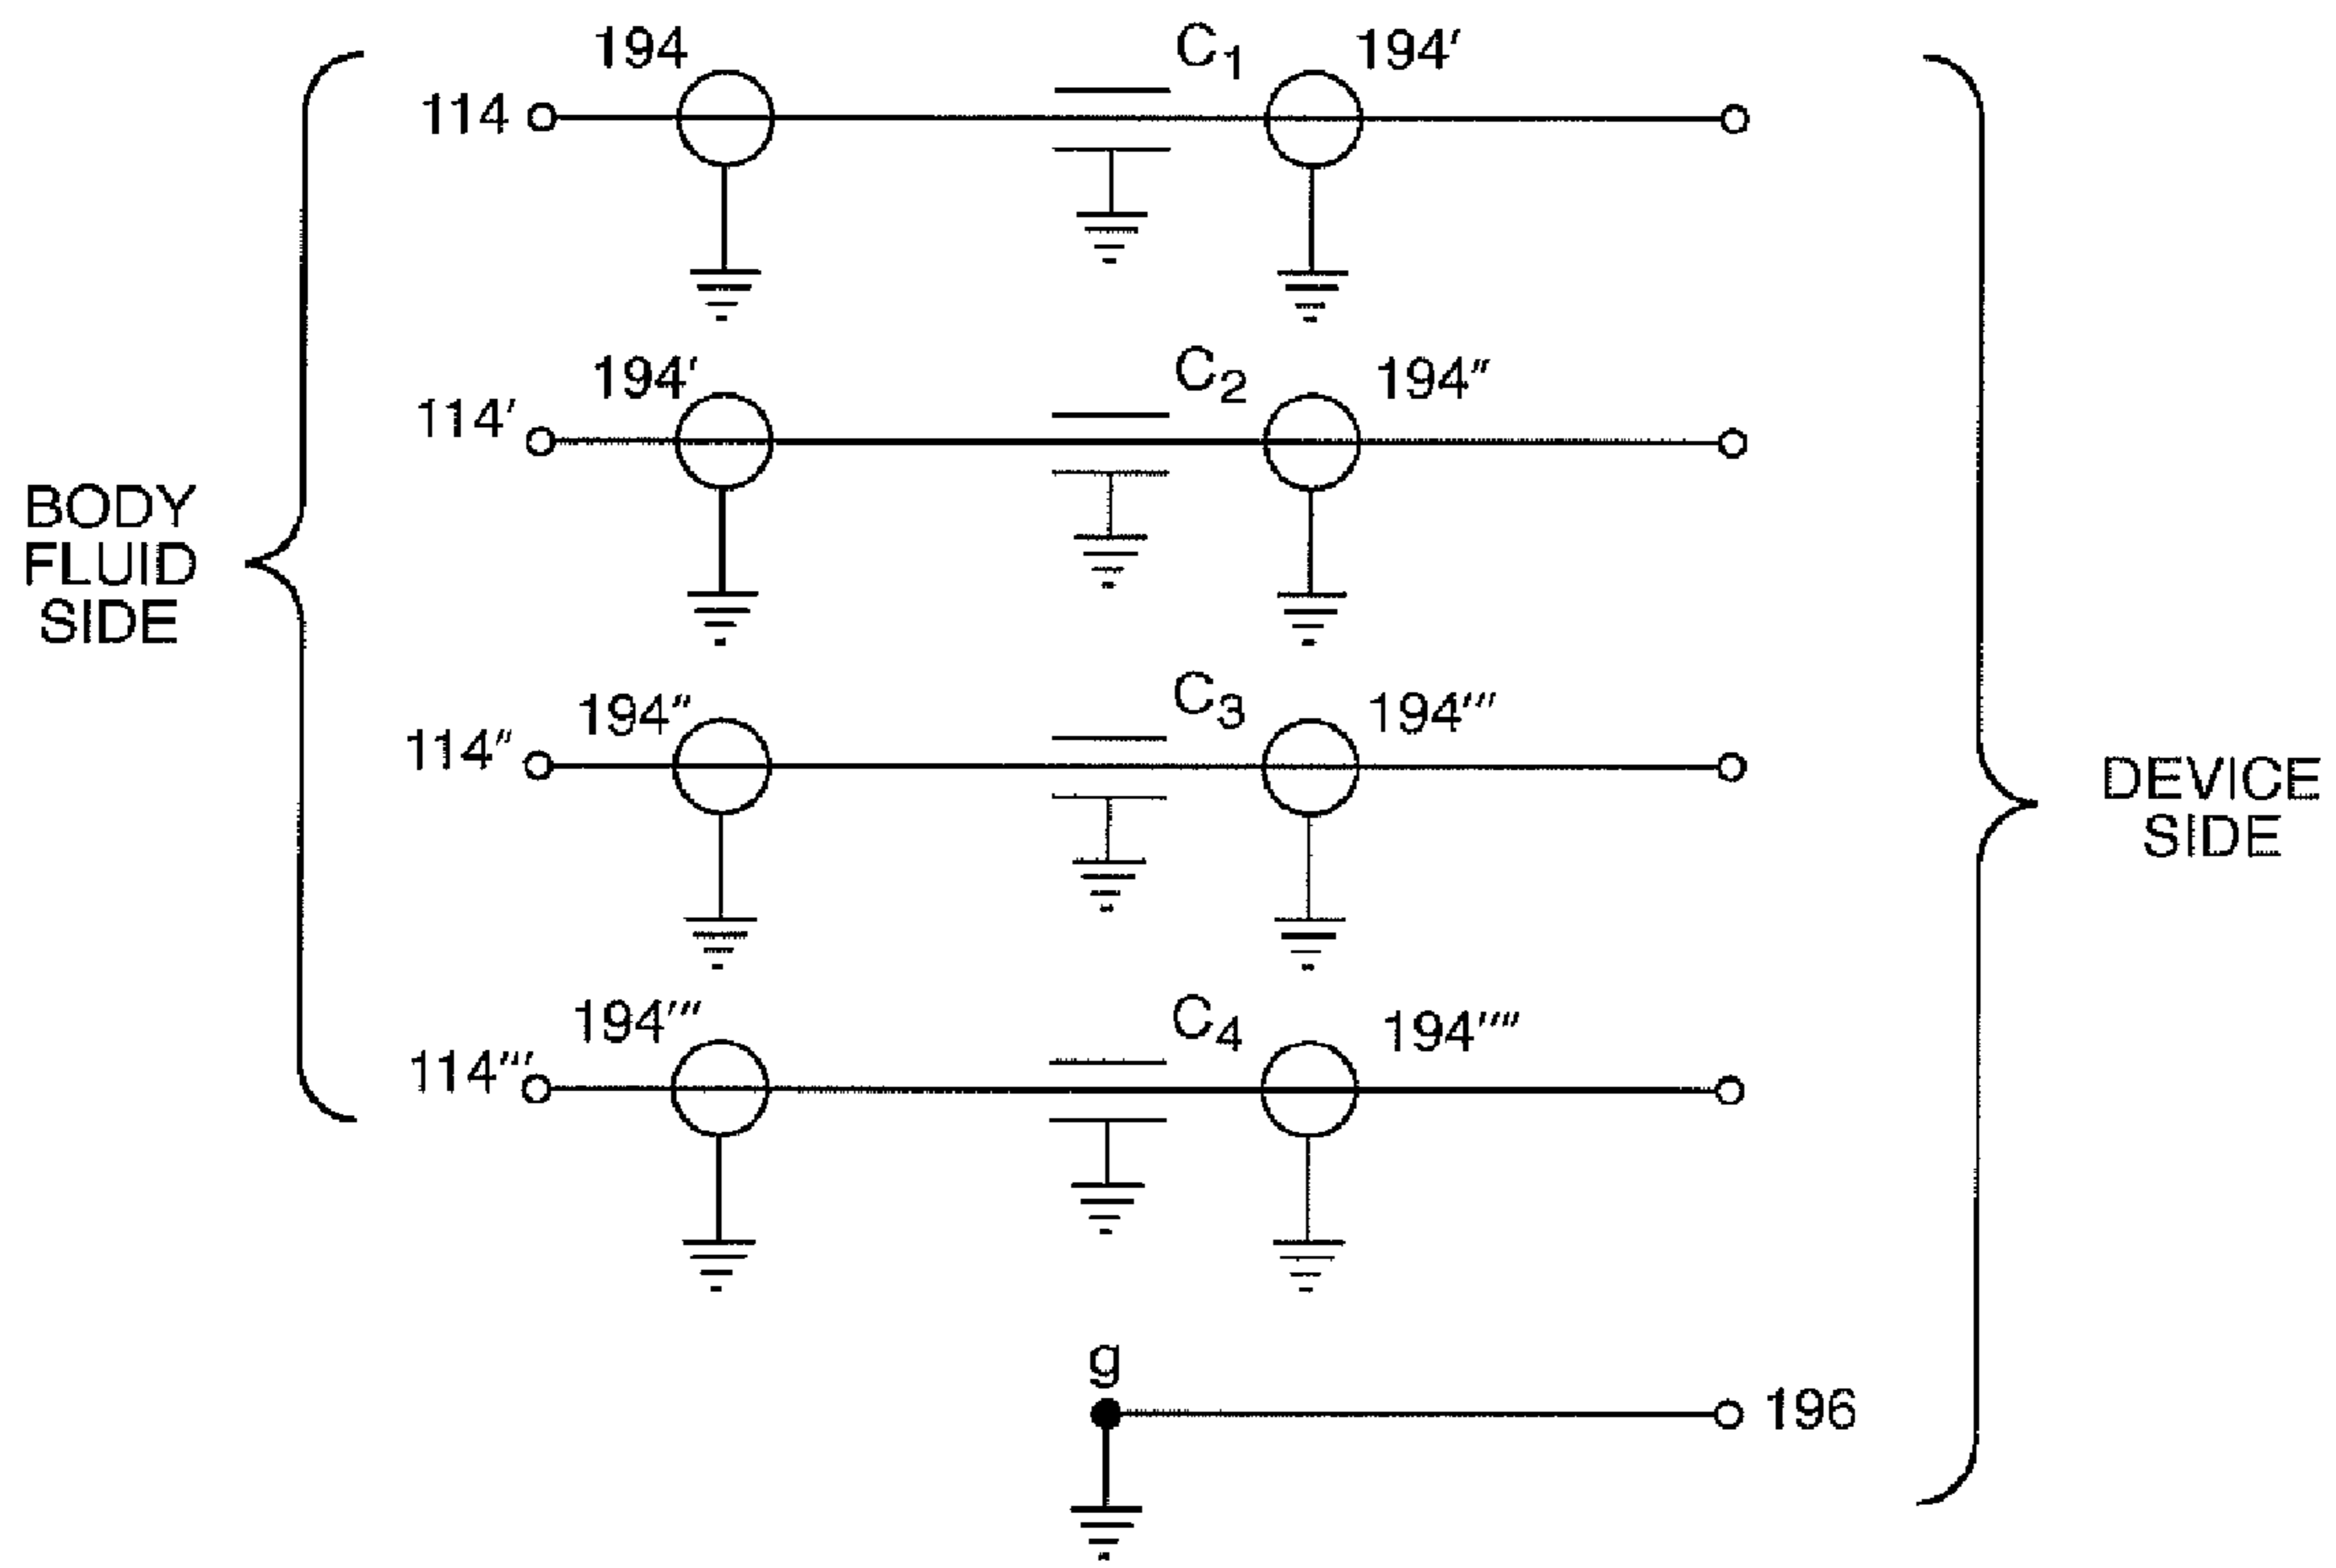 194 C1 194′
114
194′ C2 194″
114′
BODY
FLUID
SIDE
194″ C3 194‴
114″
DEVICE
SIDE
194‴ C4 194⁗
114‴
g
196